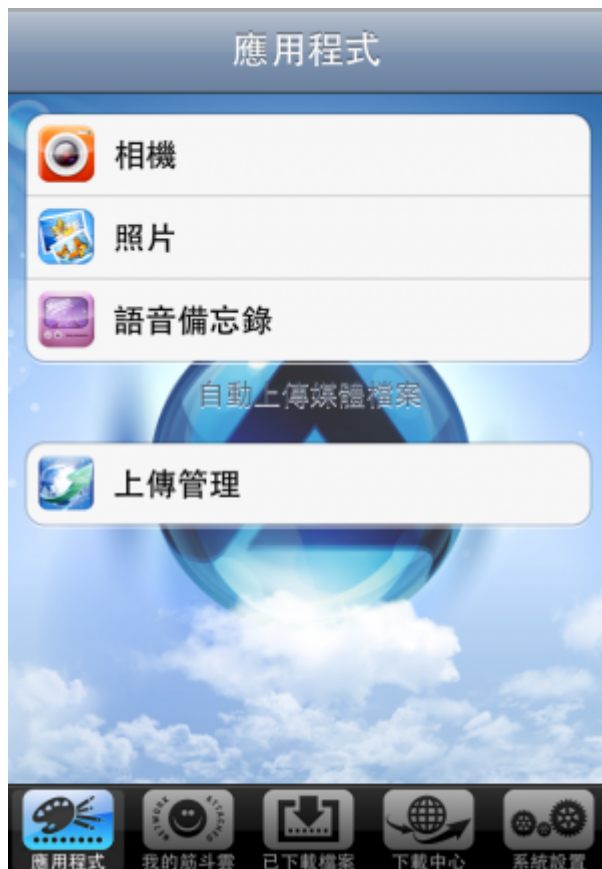 應用程式
相機
照片
語音備忘錄
自動上傳媒體檔案
上傳管理
NETWORK ATTACHED
應用程式 我的筋斗雲 已下載檔案 下載中心 系統設置